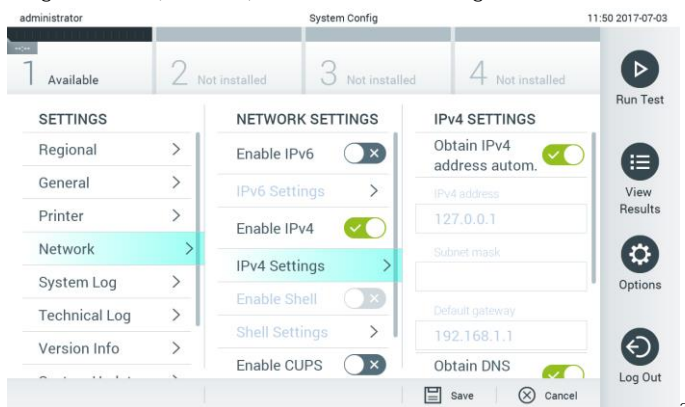 administrator
System Config
11:50 2017-07-03
1 Available
2 Not installed
3 Not installed
4 Not installed
Run Test
SETTINGS
Regional
General
Printer
Network
System Log
Technical Log
Version Info
NETWORK SETTINGS
Enable IPv6
IPv6 Settings
Enable IPv4
IPv4 Settings
Enable Shell
Shell Settings
Enable CUPS
IPv4 SETTINGS
Obtain IPv4
address autom.
IPv4 address
127.0.0.1
Subnet mask
Default gateway
192.168.1.1
Obtain DNS
View
Results
Options
Log Out
Save
Cancel